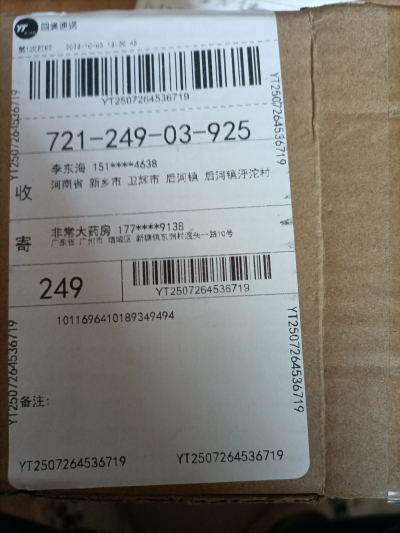 圆通速递
YT2507264536719
721-249-03-925
收
李东海 151****4638
河南省 新乡市 卫辉市 后河镇 后河镇汙沱村
寄
非常大药房 177****9138
广东省 广州市 增城区 新塘镇东洲村渡头一路10号
249
YT2507264536719
1011696410189349494
备注:
YT2507264536719
YT2507264536719
YT2507264536719
YT2507264536719
YT2507264536719
YT2507264536719